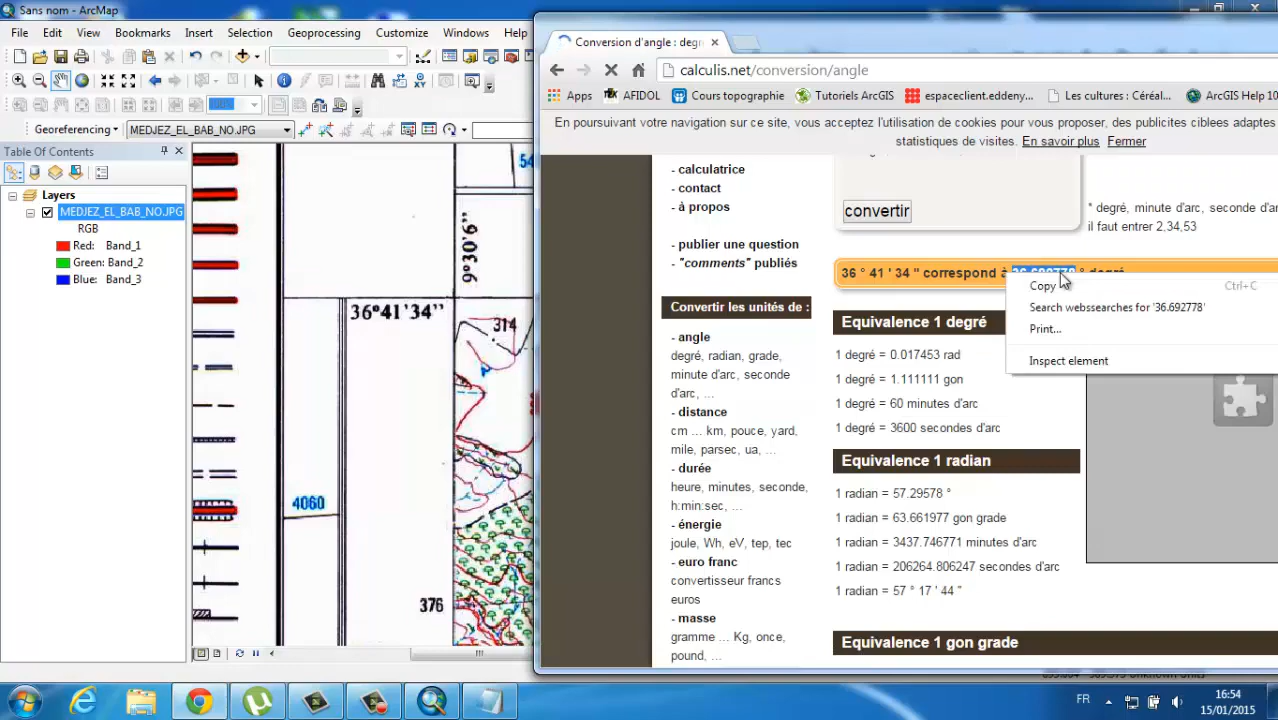 Sans nom - ArcMap
File Edit View Bookmarks Insert Selection Geoprocessing Customize Windows Help
Georeferencing MEDJEZ_EL_BAB_NO.JPG
Table Of Contents
Layers
MEDJEZ_EL_BAB_NO.JPG
RGB
Red: Band_1
Green: Band_2
Blue: Band_3
54
9°30'6''
36°41'34''
314
4060
376
Conversion d'angle : degr
calculis.net/conversion/angle
Apps AFIDOL Cours topographie Tutoriels ArcGIS espaceclient.eddeny... Les cultures : Céréal... ArcGIS Help 10
En poursuivant votre navigation sur ce site, vous acceptez l'utilisation de cookies pour vous proposer, des publicites ciblees adaptes
statistiques de visites. En savoir plus Fermer
- calculatrice
- contact
- à propos
- publier une question
- "comments" publiés
Convertir les unités de :
- angle
degré, radian, grade,
minute d'arc, seconde
d'arc, ...
- distance
cm ... km, pouce, yard,
mile, parsec, ua, ...
- durée
heure, minutes, seconde,
h:min:sec, ...
- énergie
joule, Wh, eV, tep, tec
- euro franc
convertisseur francs
euros
- masse
gramme ... Kg, once,
pound, ...
convertir
* degré, minute d'arc, seconde d'ar
il faut entrer 2,34,53
36 ° 41 ' 34 " correspond à 36.692778 ° degré
Copy Ctrl+C
Search webssearches for '36.692778'
Print...
Inspect element
Equivalence 1 degré
1 degré = 0.017453 rad
1 degré = 1.111111 gon
1 degré = 60 minutes d'arc
1 degré = 3600 secondes d'arc
Equivalence 1 radian
1 radian = 57.29578 °
1 radian = 63.661977 gon grade
1 radian = 3437.746771 minutes d'arc
1 radian = 206264.806247 secondes d'arc
1 radian = 57 ° 17 ' 44 "
Equivalence 1 gon grade
FR
16:54
15/01/2015